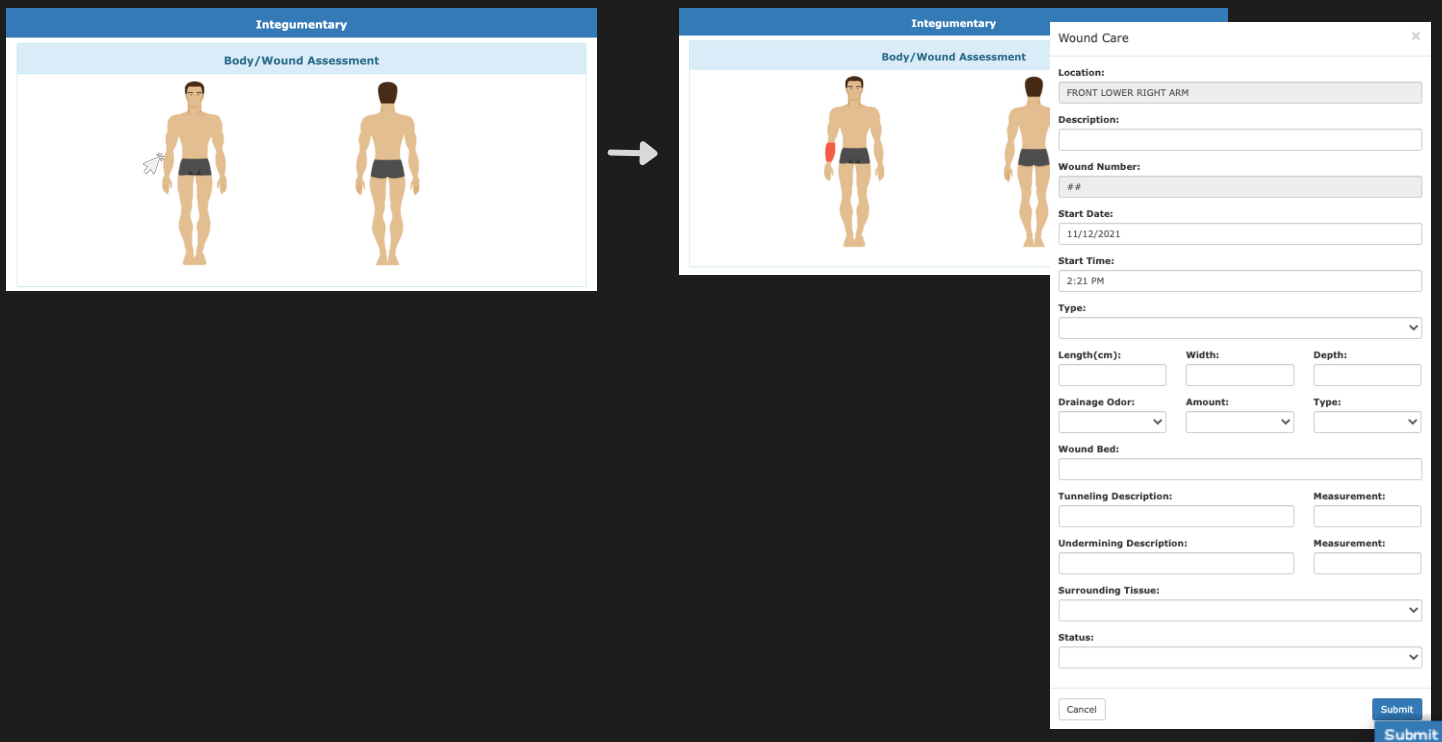 Integumentary
Body/Wound Assessment
Integumentary
Body/Wound Assessment
Wound Care ×
Location:
FRONT LOWER RIGHT ARM
Description:
Wound Number:
##
Start Date:
11/12/2021
Start Time:
2:21 PM
Type:
Length(cm): Width: Depth:
Drainage Odor: Amount: Type:
Wound Bed:
Tunneling Description: Measurement:
Undermining Description: Measurement:
Surrounding Tissue:
Status:
Cancel Submit
Submit